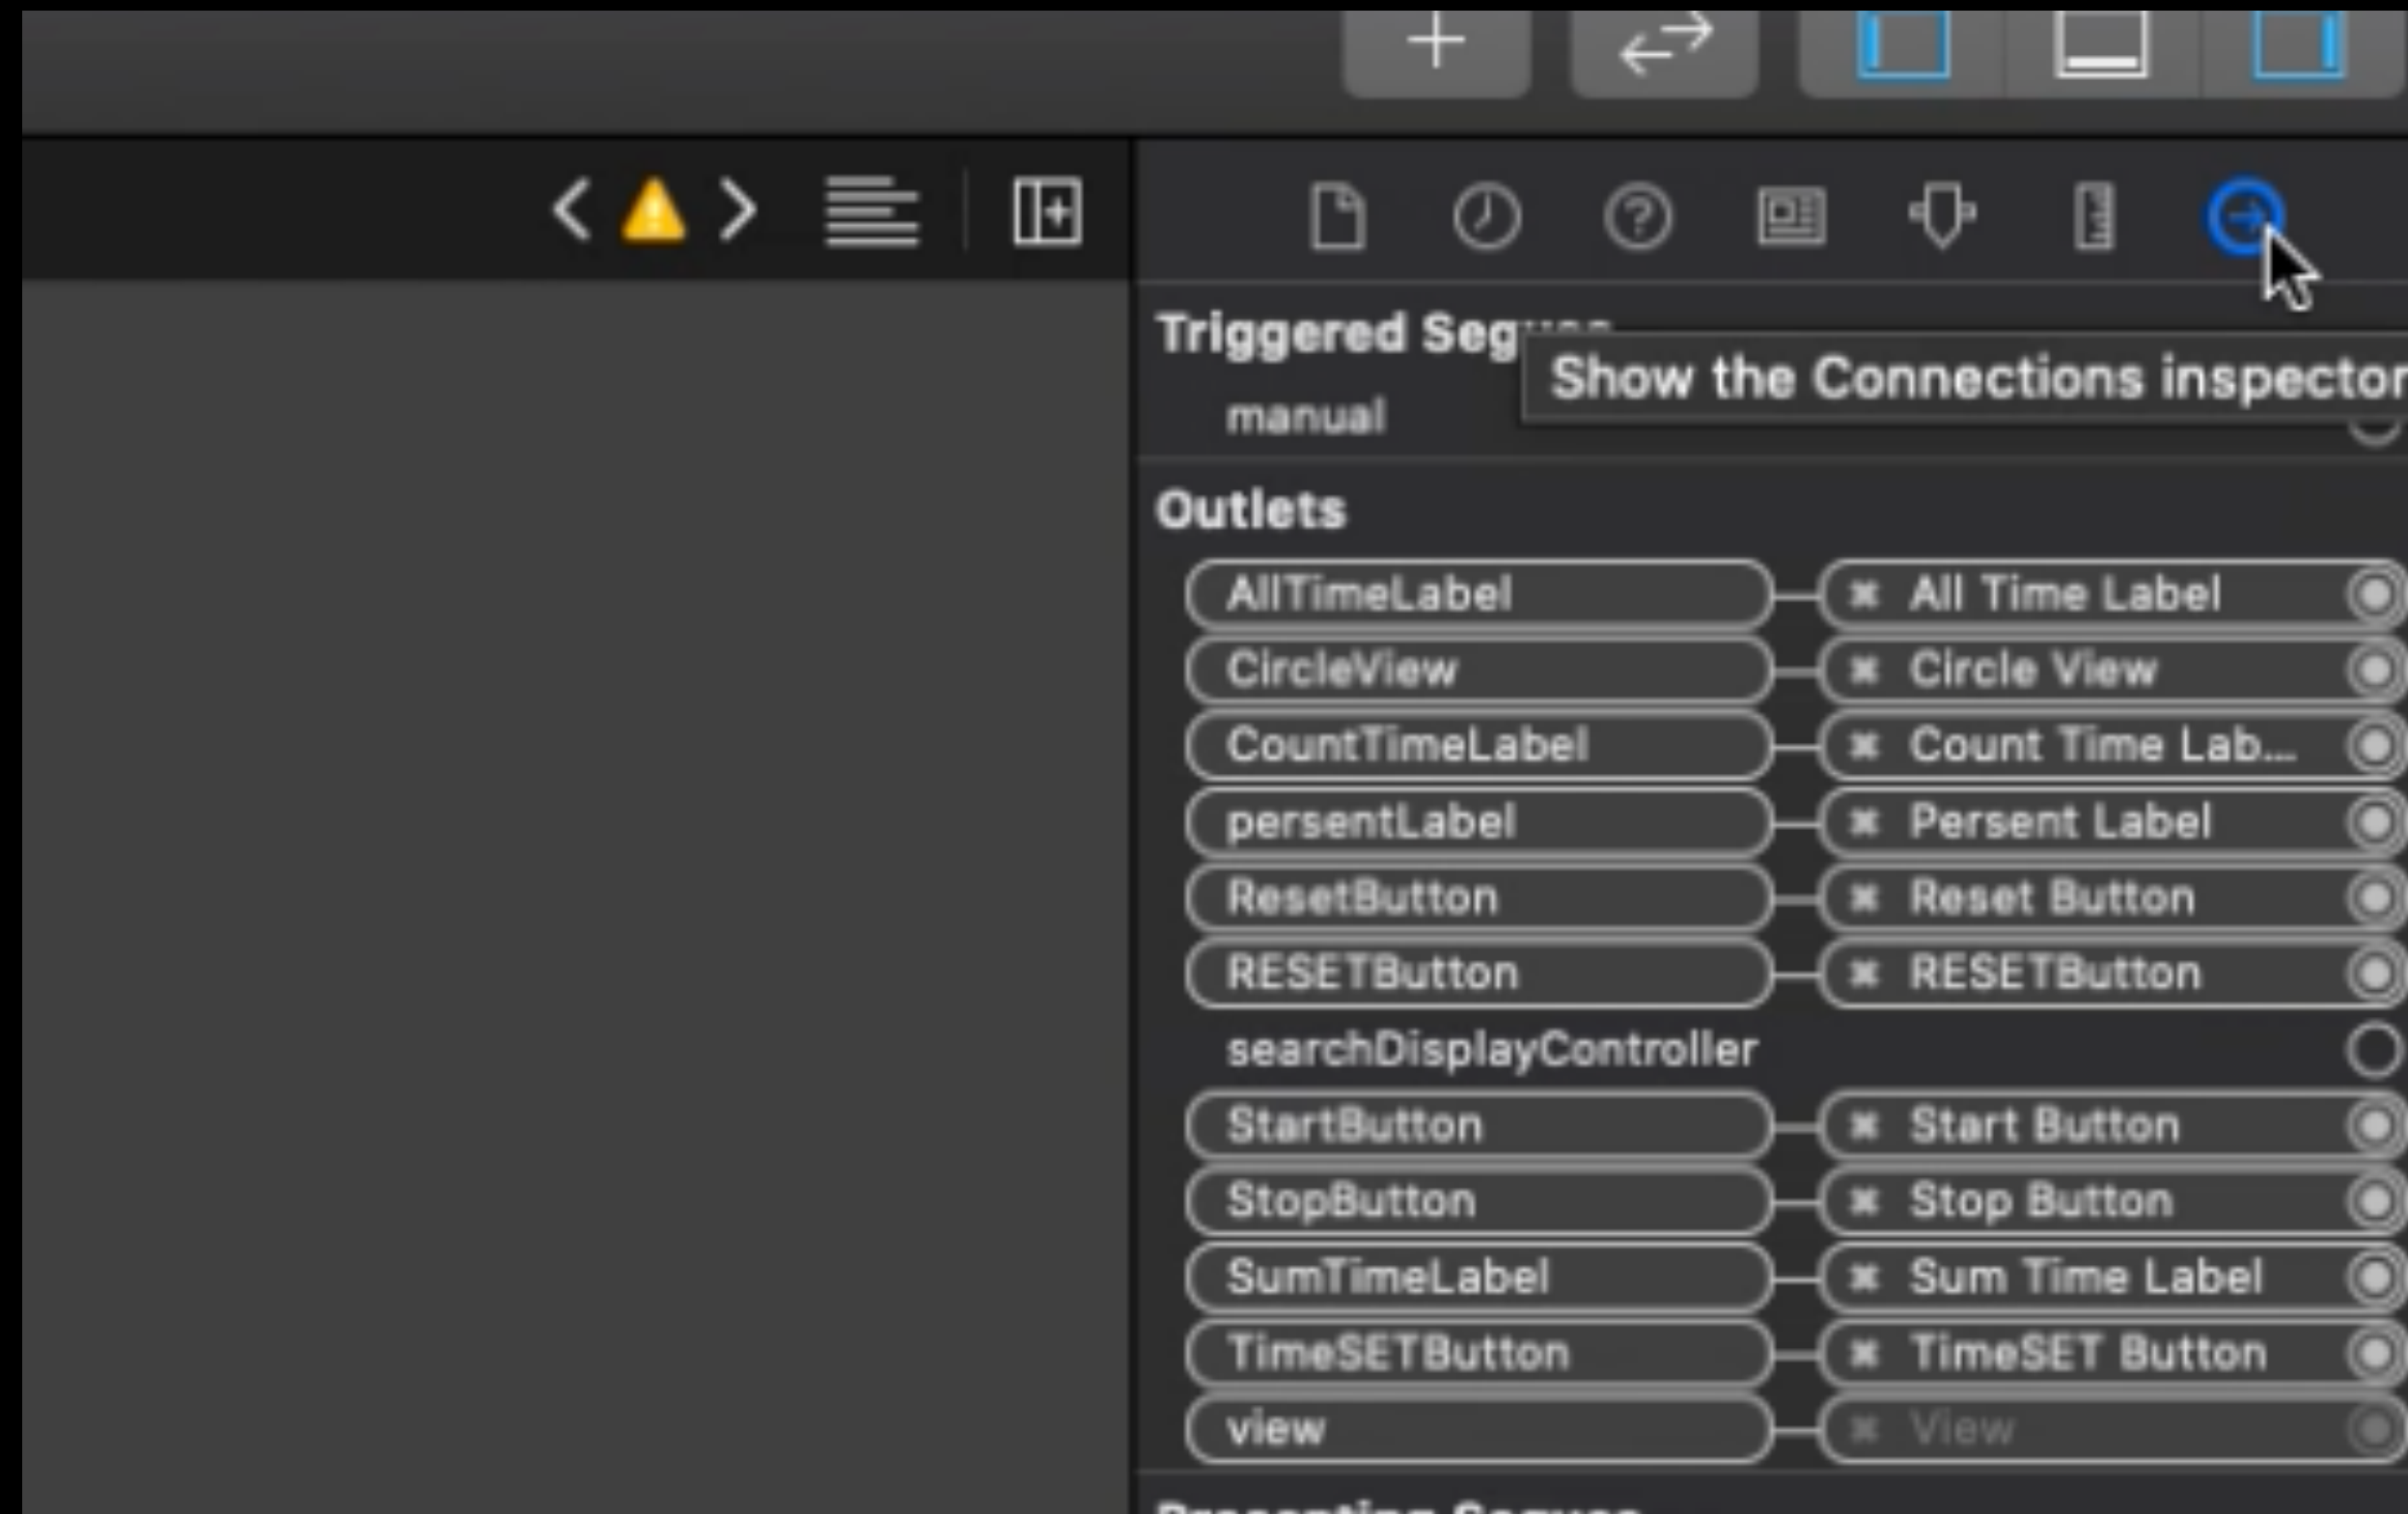 Triggered Seg
Show the Connections inspector
manual
Outlets
AllTimeLabel All Time Label
CircleView Circle View
CountTimeLabel Count Time Lab...
persentLabel Persent Label
ResetButton Reset Button
RESETButton RESETButton
searchDisplayController
StartButton Start Button
StopButton Stop Button
SumTimeLabel Sum Time Label
TimeSETButton TimeSET Button
view View